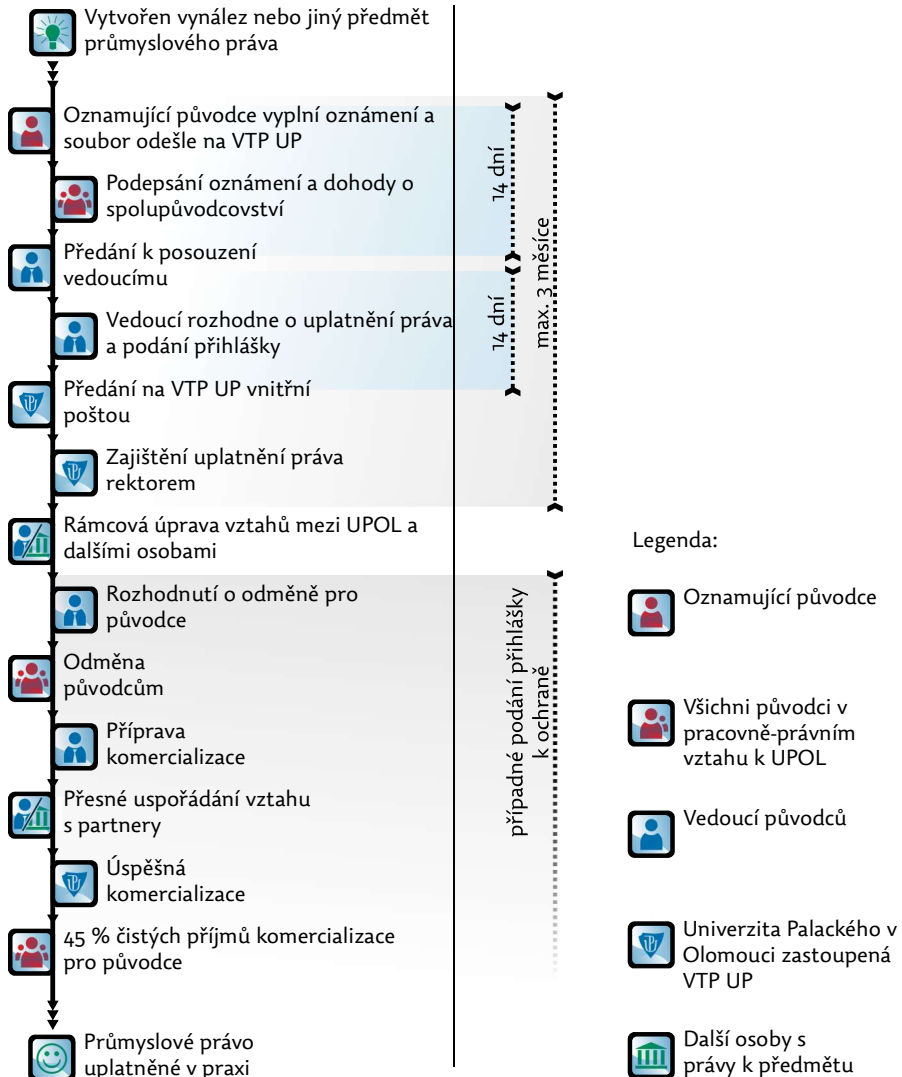 Vytvořen vynález nebo jiný předmět
průmyslového práva
Oznamující původce vyplní oznámení a
soubor odešle na VTP UP
Podepsání oznámení a dohody o
spolupůvodcovství
Předání k posouzení
vedoucímu
Vedoucí rozhodne o uplatnění práva
a podání přihlášky
Předání na VTP UP vnitřní
poštou
Zajištění uplatnění práva
rektorem
Rámcová úprava vztahů mezi UPOL a
dalšími osobami
Rozhodnutí o odměně pro
původce
Odměna
původcům
Příprava
komercializace
Přesné uspořádání vztahu
s partnery
Úspěšná
komercializace
45 % čistých příjmů komercializace
pro původce
Průmyslové právo
uplatněné v praxi
14 dní
14 dní
max. 3 měsíce
případné podání přihlášky
k ochraně
Legenda:
Oznamující původce
Všichni původci v
pracovně-právním
vztahu k UPOL
Vedoucí původců
Univerzita Palackého v
Olomouci zastoupená
VTP UP
Další osoby s
právy k předmětu